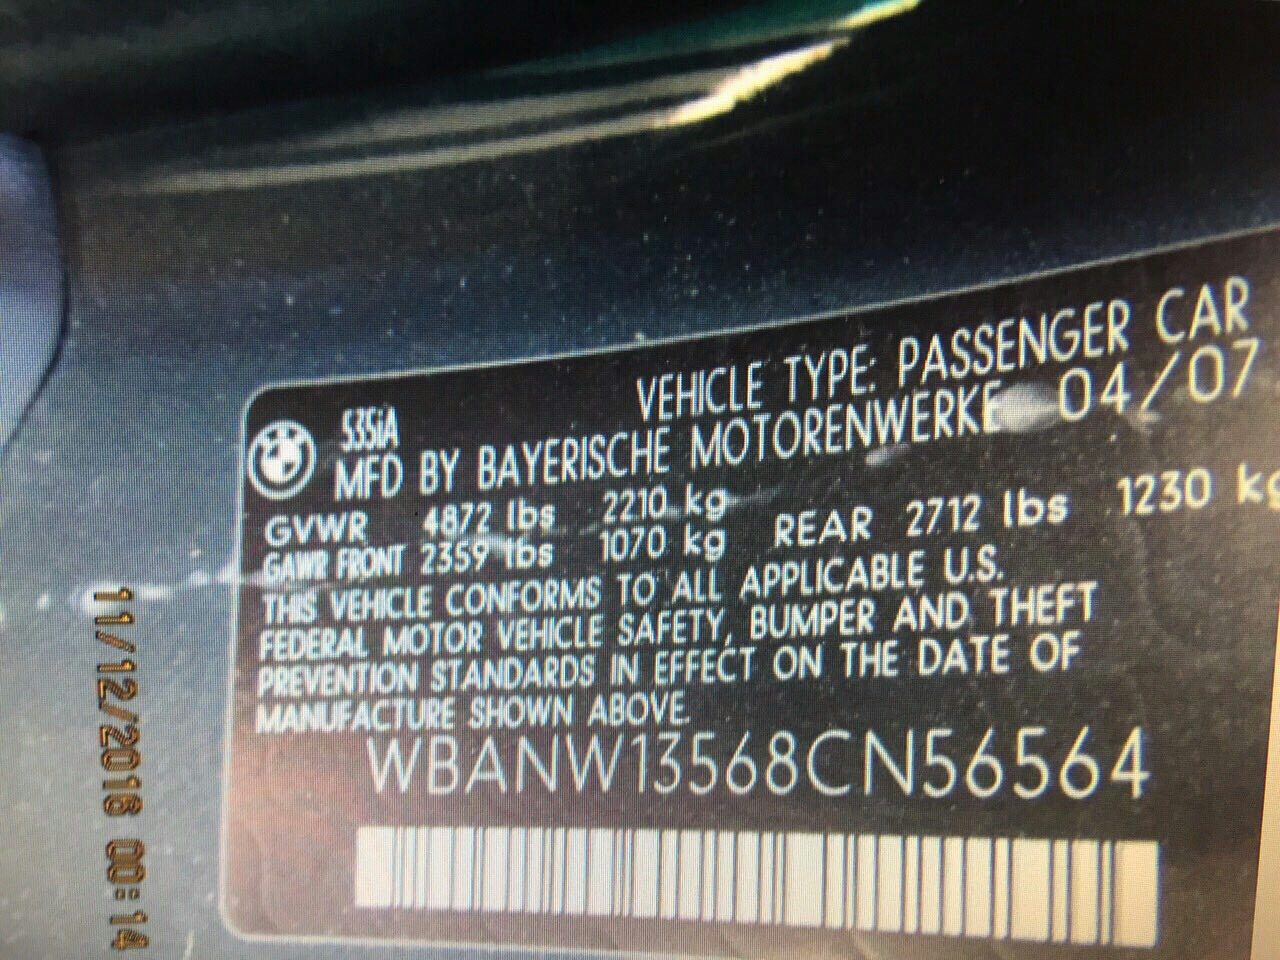 VEHICLE TYPE: PASSENGER CAR
535iA
MFD BY BAYERISCHE MOTORENWERKE 04/07
GVWR 4872 lbs 2210 kg
GAWR FRONT 2359 lbs 1070 kg REAR 2712 lbs 1230 kg
THIS VEHICLE CONFORMS TO ALL APPLICABLE U.S.
FEDERAL MOTOR VEHICLE SAFETY, BUMPER AND THEFT
PREVENTION STANDARDS IN EFFECT ON THE DATE OF
MANUFACTURE SHOWN ABOVE.
WBANW13568CN56564
11/12/2018 00:14